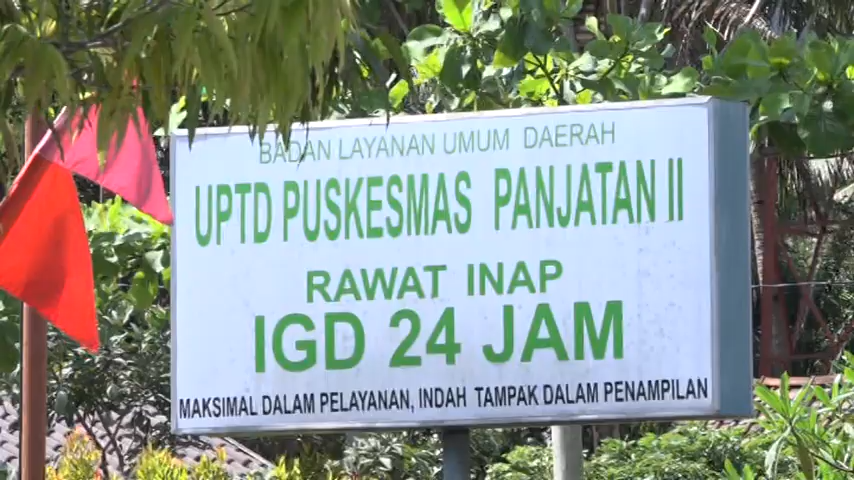 BADAN LAYANAN UMUM DAERAH
UPTD PUSKESMAS PANJATAN II
RAWAT INAP
IGD 24 JAM
MAKSIMAL DALAM PELAYANAN, INDAH TAMPAK DALAM PENAMPILAN